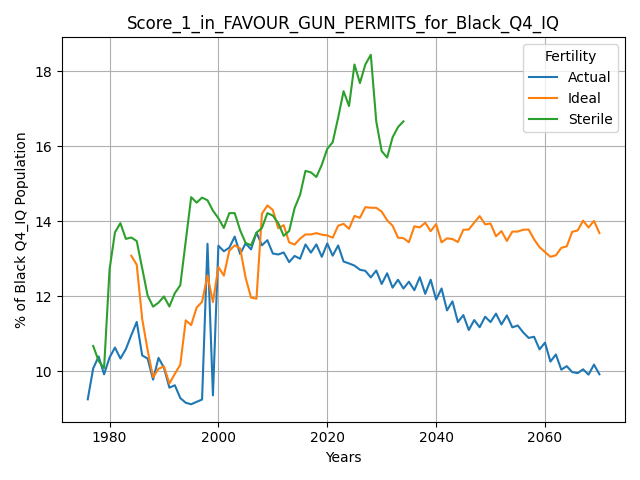 Score_1_in_FAVOUR_GUN_PERMITS_for_Black_Q4_IQ
Fertility
Actual
Ideal
Sterile
% of Black Q4_IQ Population
18
16
14
12
10
1980
2000
2020
2040
2060
Years